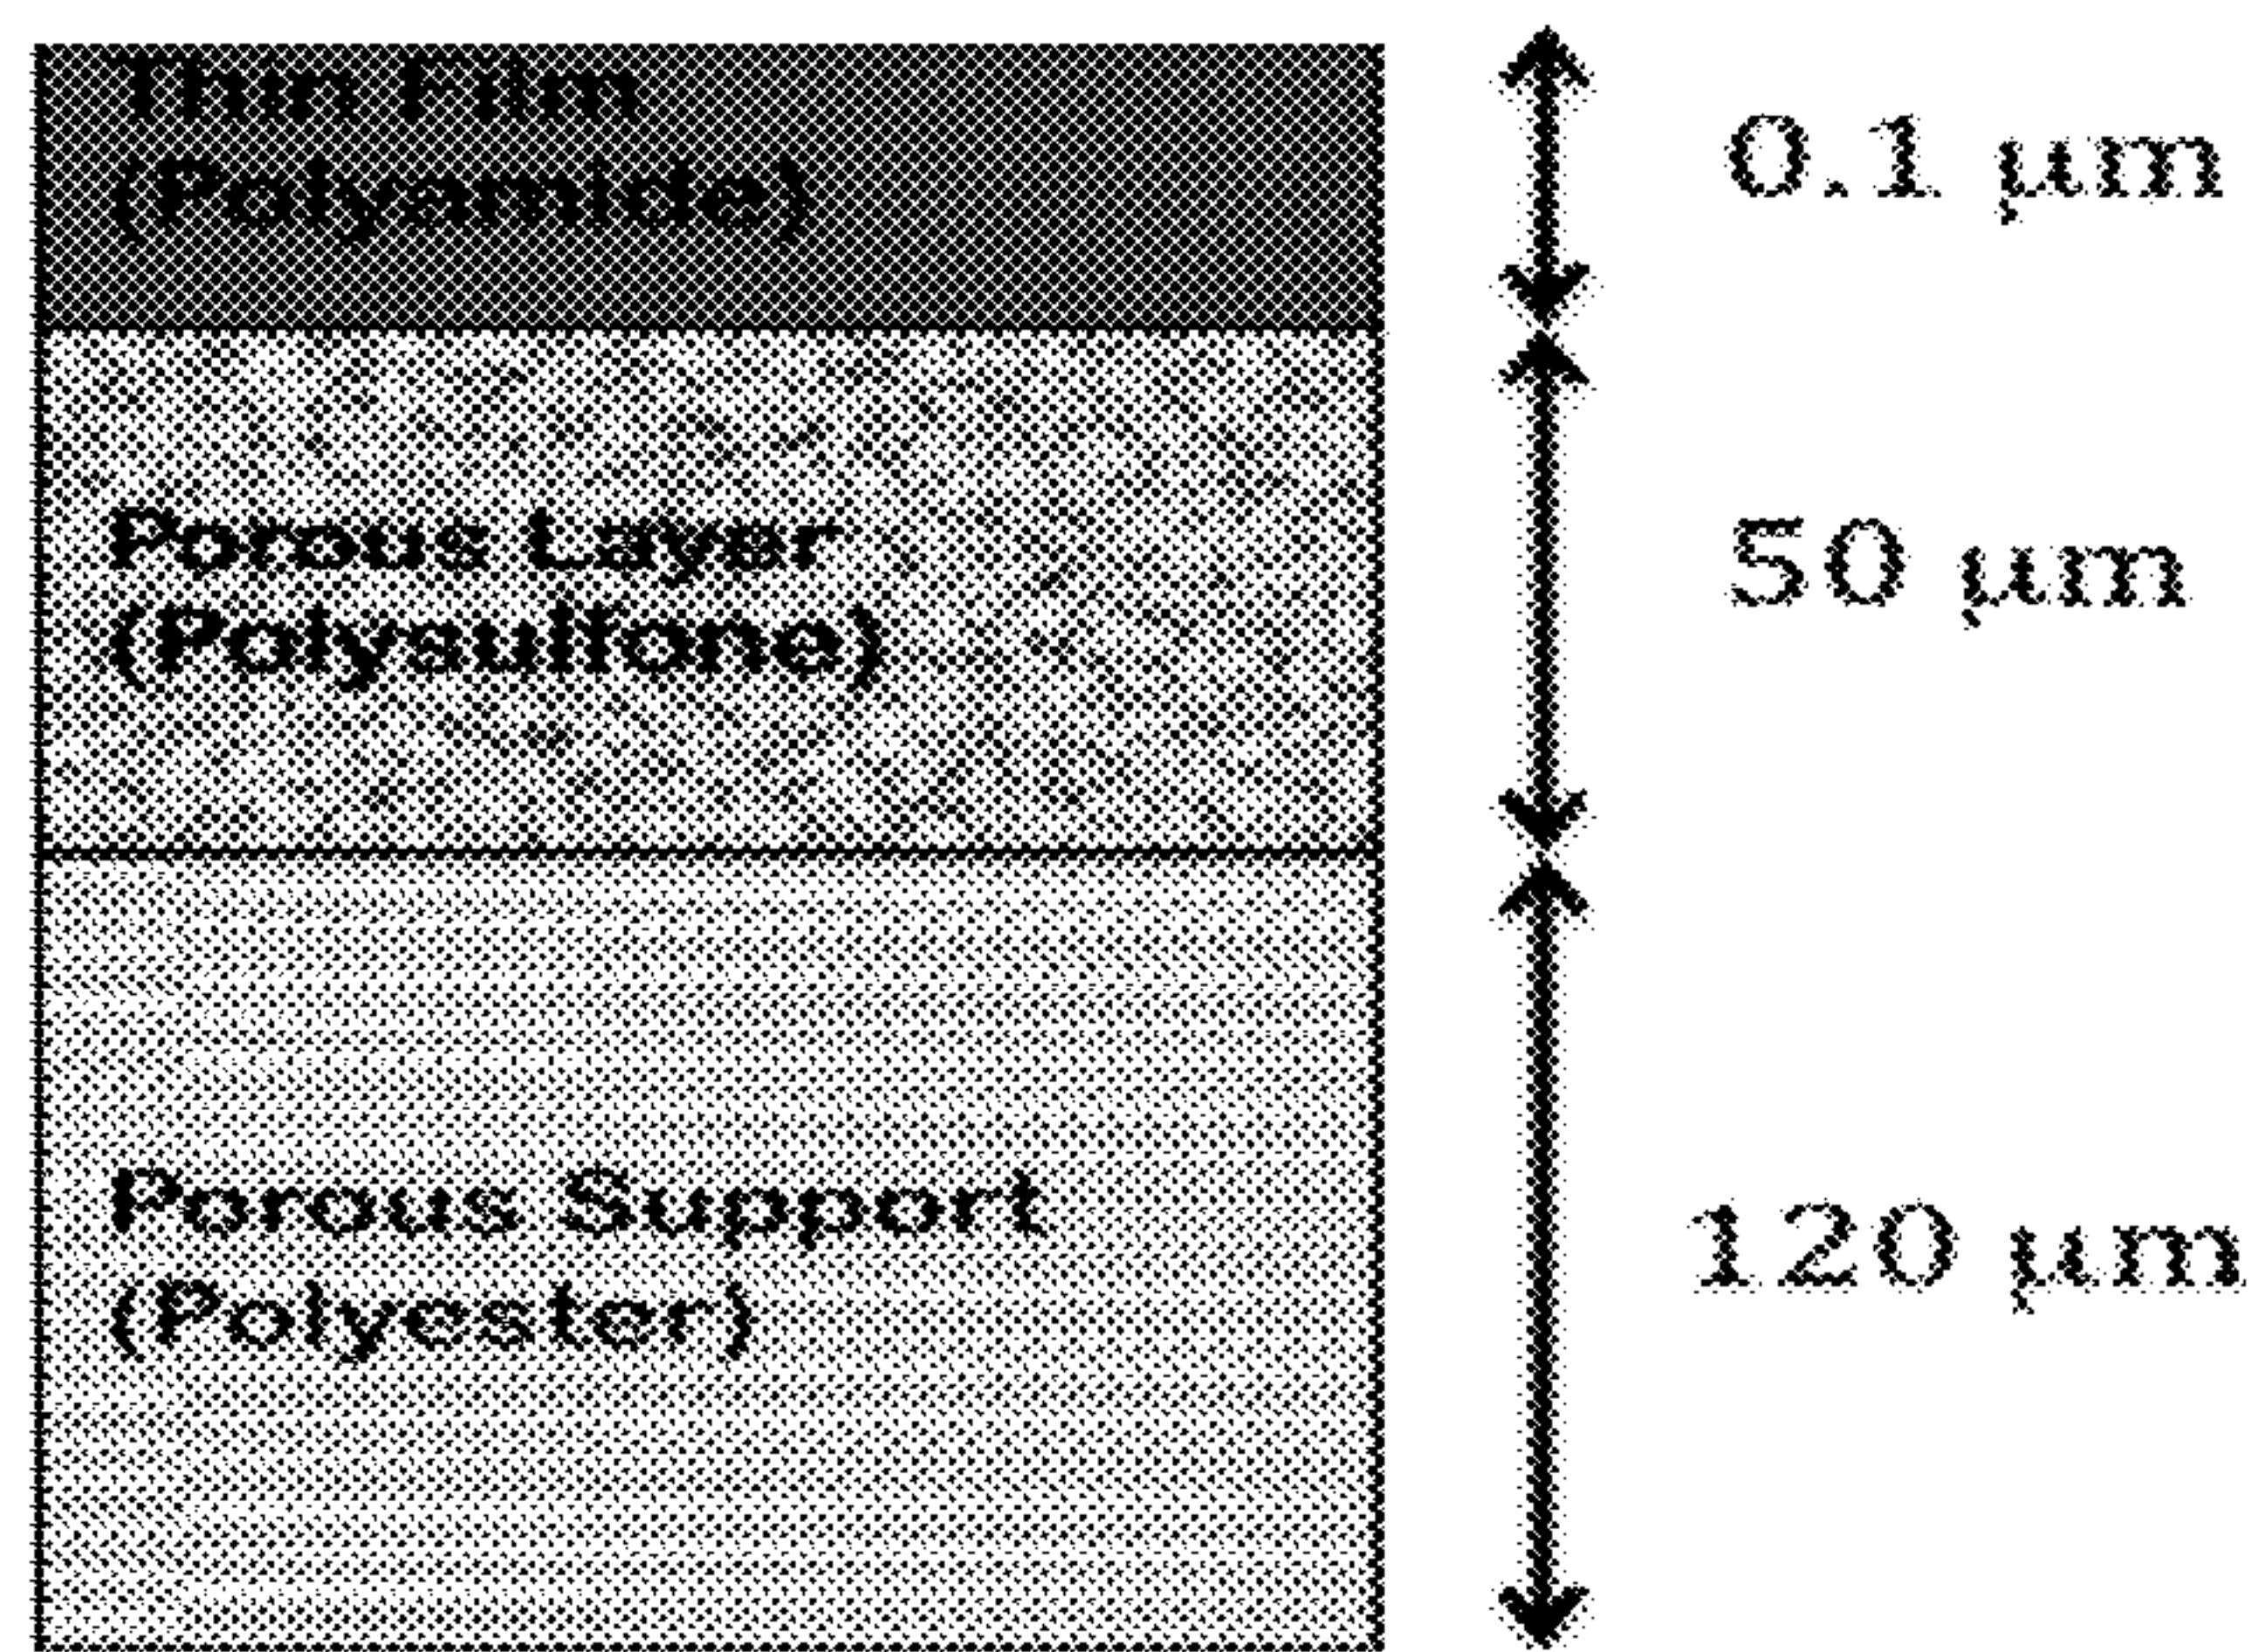 Thin Film
(Polyamide)
0.1 μm
Porous Layer
(Polysulfone)
50 μm
Porous Support
(Polyester)
120 μm